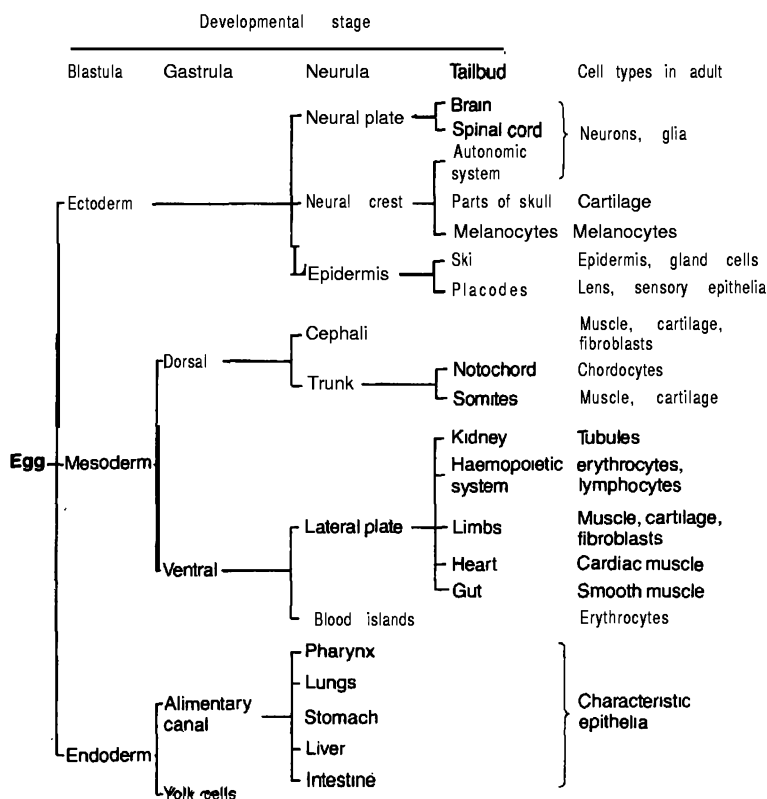 Developmental stage
Blastula Gastrula Neurula Tailbud Cell types in adult
Neural plate
Brain
Spinal cord
Neurons, glia
Autonomic
system
Ectoderm
Neural crest
Parts of skull Cartilage
Melanocytes Melanocytes
Epidermis
Ski Epidermis, gland cells
Placodes Lens, sensory epithelia
Dorsal
Cephali
Muscle, cartilage,
fibroblasts
Trunk
Notochord Chordocytes
Somites Muscle, cartilage
Egg Mesoderm
Kidney Tubules
Haemopoietic erythrocytes,
system lymphocytes
Ventral
Lateral plate
Limbs Muscle, cartilage,
fibroblasts
Heart Cardiac muscle
Gut Smooth muscle
Blood islands Erythrocytes
Endoderm
Alimentary
canal
Pharynx
Lungs
Stomach
Liver
Intestine
Characteristic
epithelia
Yolk cells